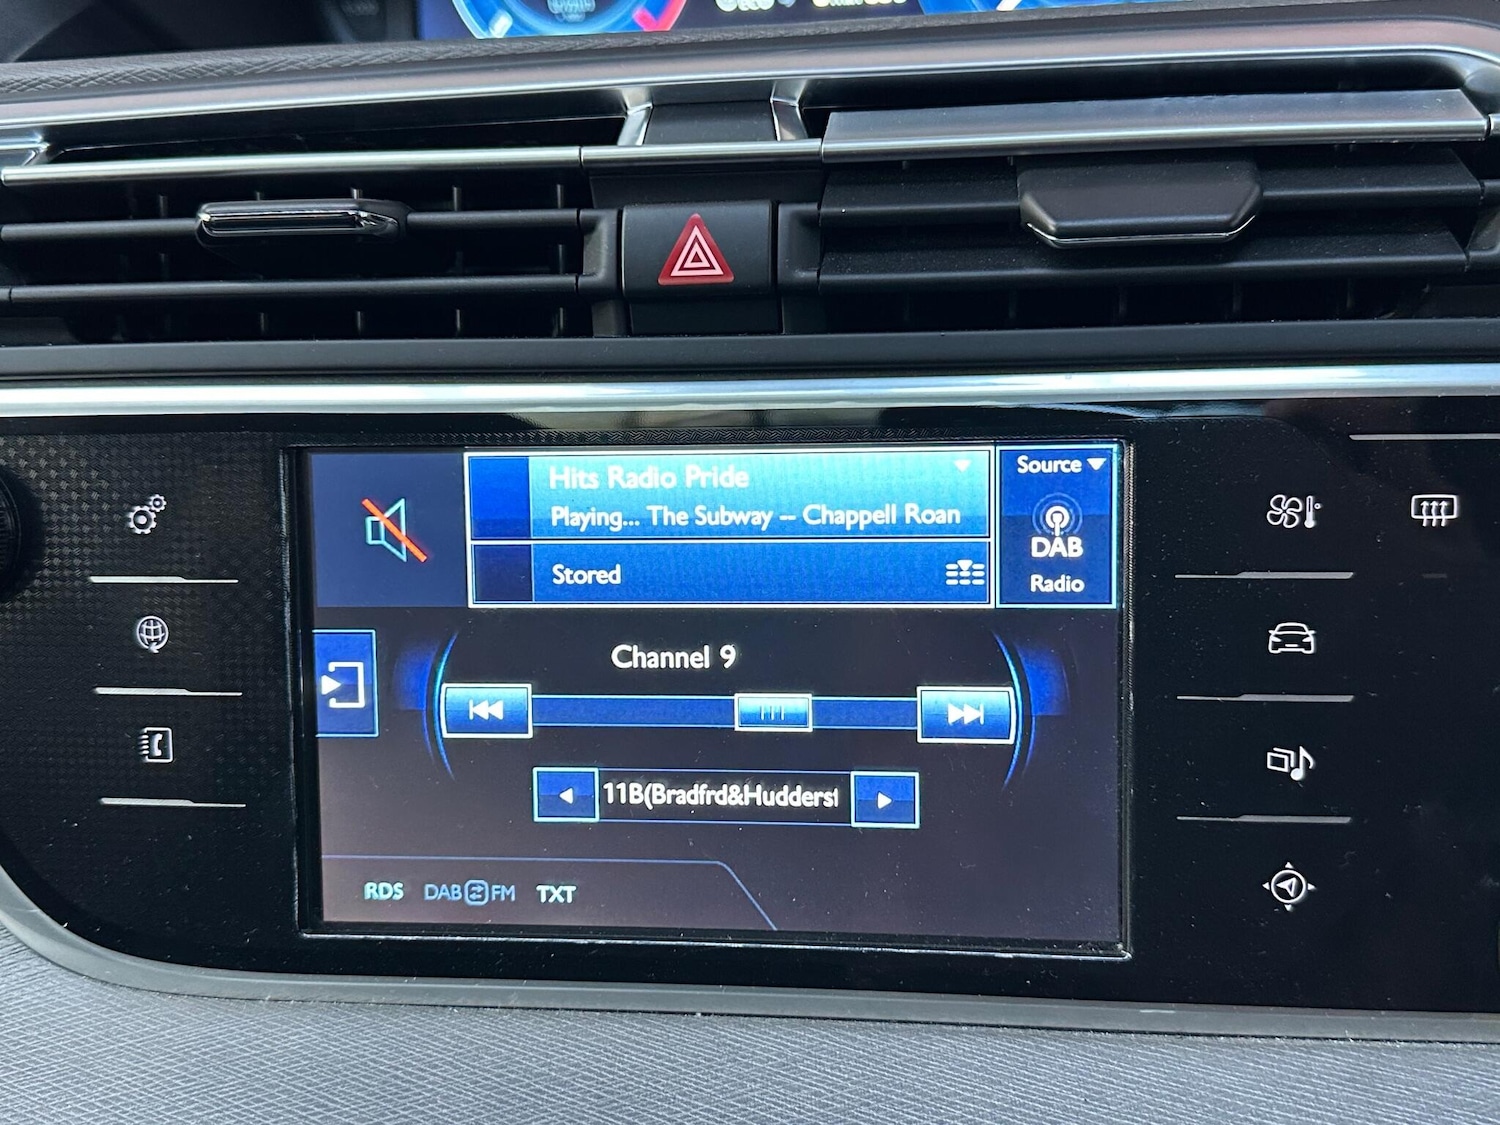 Hits Radio Pride
Playing... The Subway -- Chappell Roan
Source
DAB
Radio
Stored
Channel 9
11B(Bradfrd&Hudders
RDS DAB FM TXT